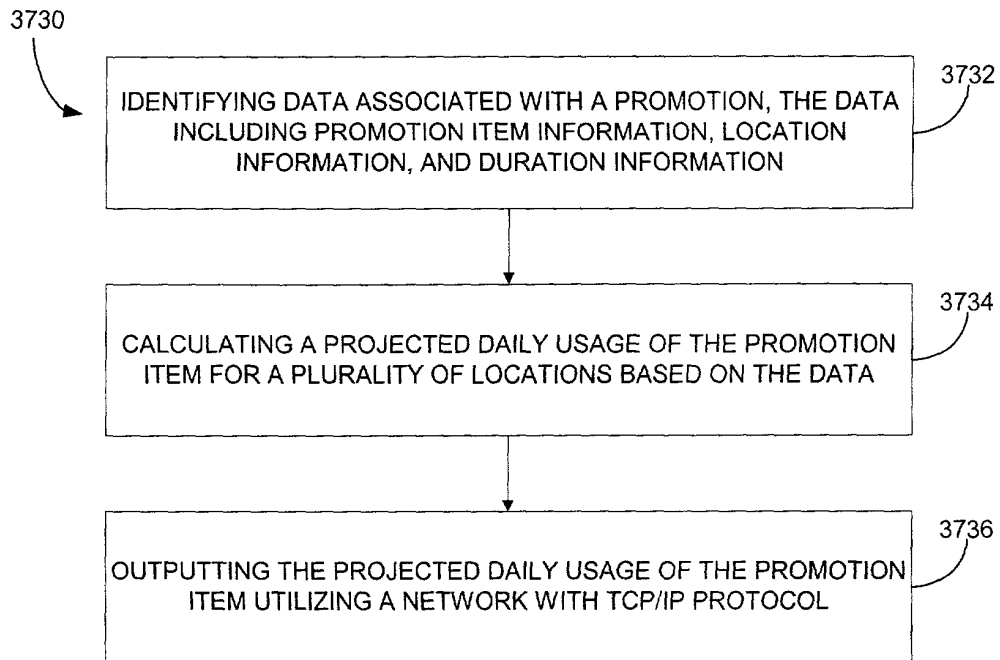 3730
3732
IDENTIFYING DATA ASSOCIATED WITH A PROMOTION, THE DATA
INCLUDING PROMOTION ITEM INFORMATION, LOCATION
INFORMATION, AND DURATION INFORMATION
3734
CALCULATING A PROJECTED DAILY USAGE OF THE PROMOTION
ITEM FOR A PLURALITY OF LOCATIONS BASED ON THE DATA
3736
OUTPUTTING THE PROJECTED DAILY USAGE OF THE PROMOTION
ITEM UTILIZING A NETWORK WITH TCP/IP PROTOCOL